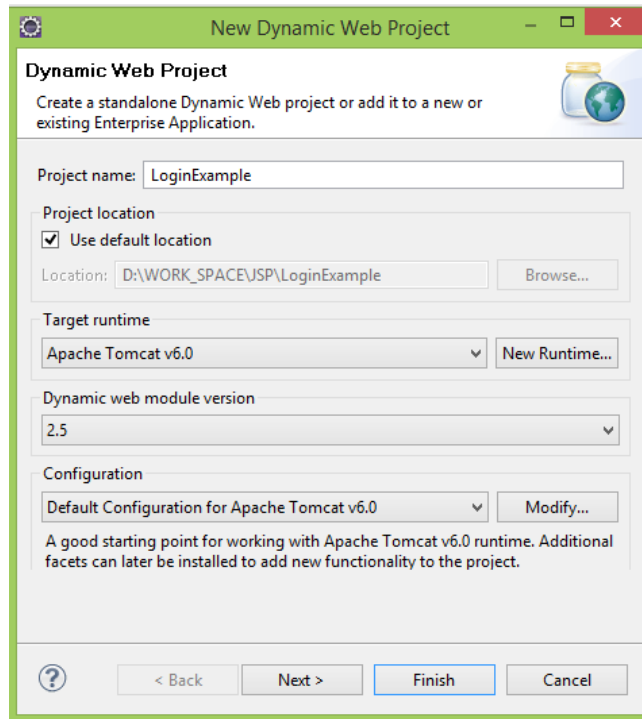 New Dynamic Web Project
Dynamic Web Project
Create a standalone Dynamic Web project or add it to a new or
existing Enterprise Application.
Project name: LoginExample
Project location
Use default location
Location: D:\WORK_SPACE\JSP\LoginExample Browse...
Target runtime
Apache Tomcat v6.0 New Runtime...
Dynamic web module version
2.5
Configuration
Default Configuration for Apache Tomcat v6.0 Modify...
A good starting point for working with Apache Tomcat v6.0 runtime. Additional
facets can later be installed to add new functionality to the project.
? < Back Next > Finish Cancel